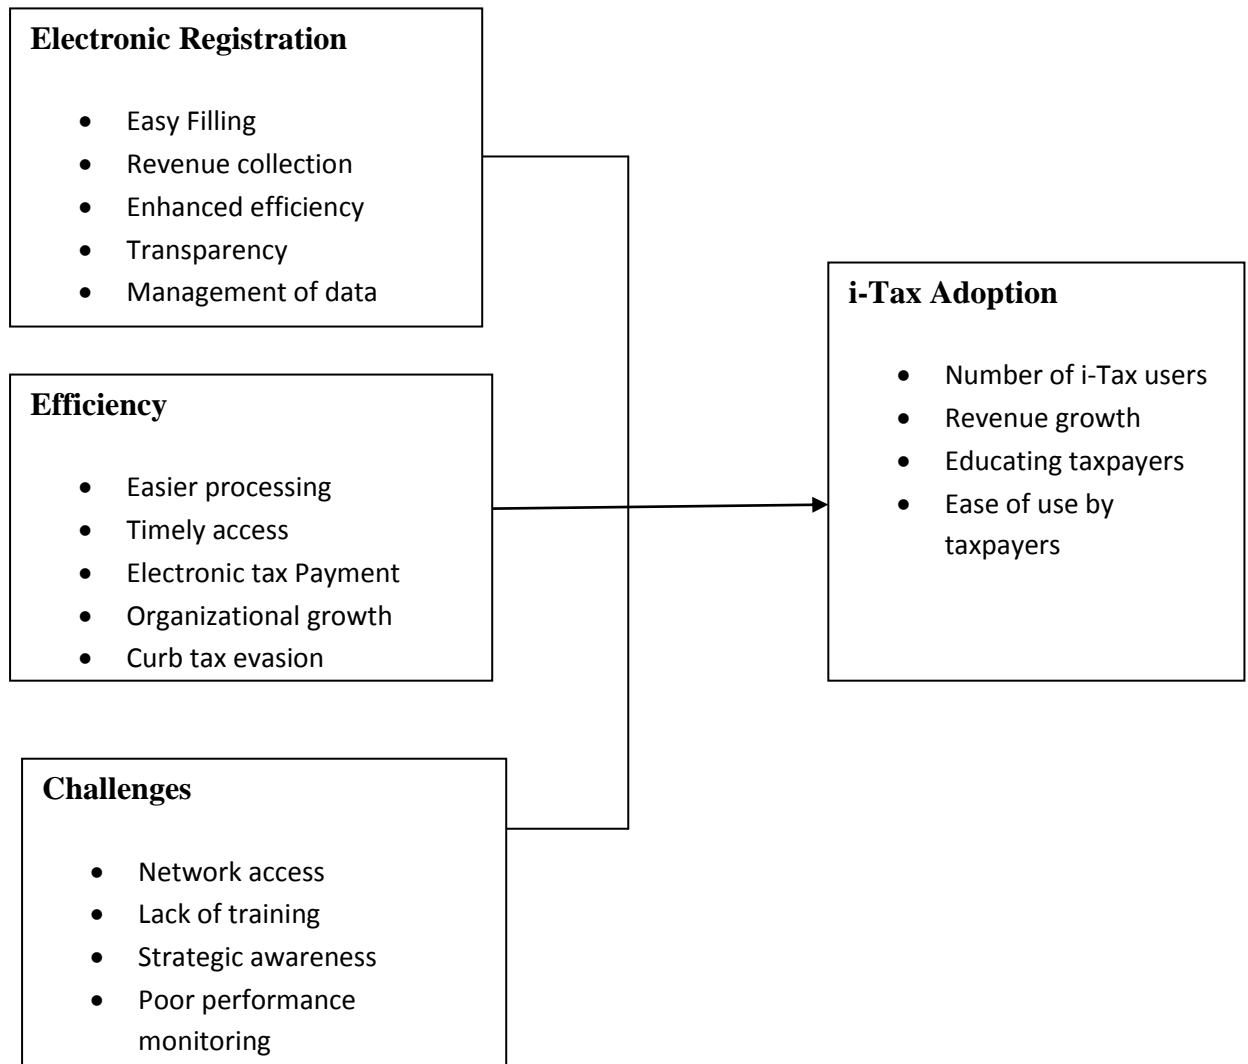 Electronic Registration
• Easy Filling
• Revenue collection
• Enhanced efficiency
• Transparency
• Management of data
Efficiency
• Easier processing
• Timely access
• Electronic tax Payment
• Organizational growth
• Curb tax evasion
Challenges
• Network access
• Lack of training
• Strategic awareness
• Poor performance
monitoring
i-Tax Adoption
• Number of i-Tax users
• Revenue growth
• Educating taxpayers
• Ease of use by
taxpayers